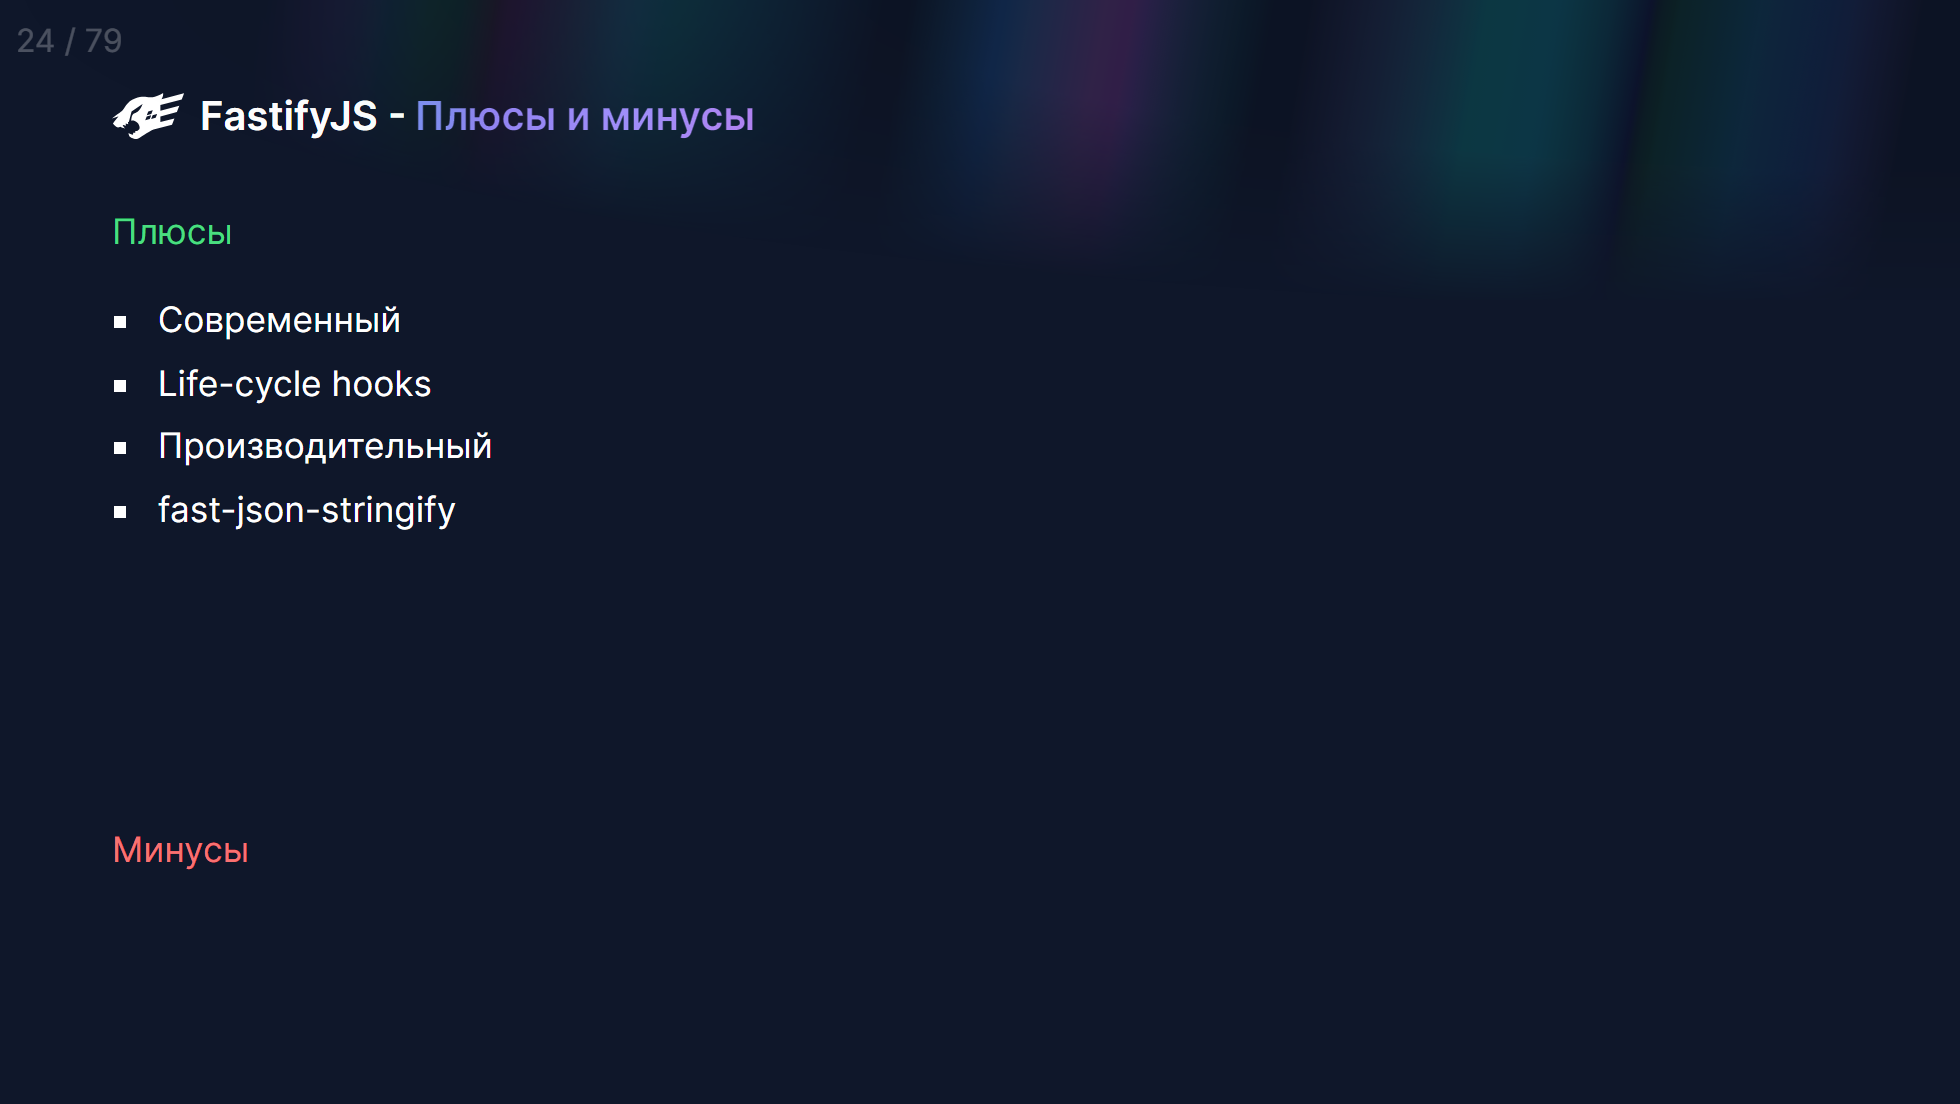 24 / 79
FastifyJS - Плюсы и минусы
Плюсы
Современный
Life-cycle hooks
Производительный
fast-json-stringify
Минусы